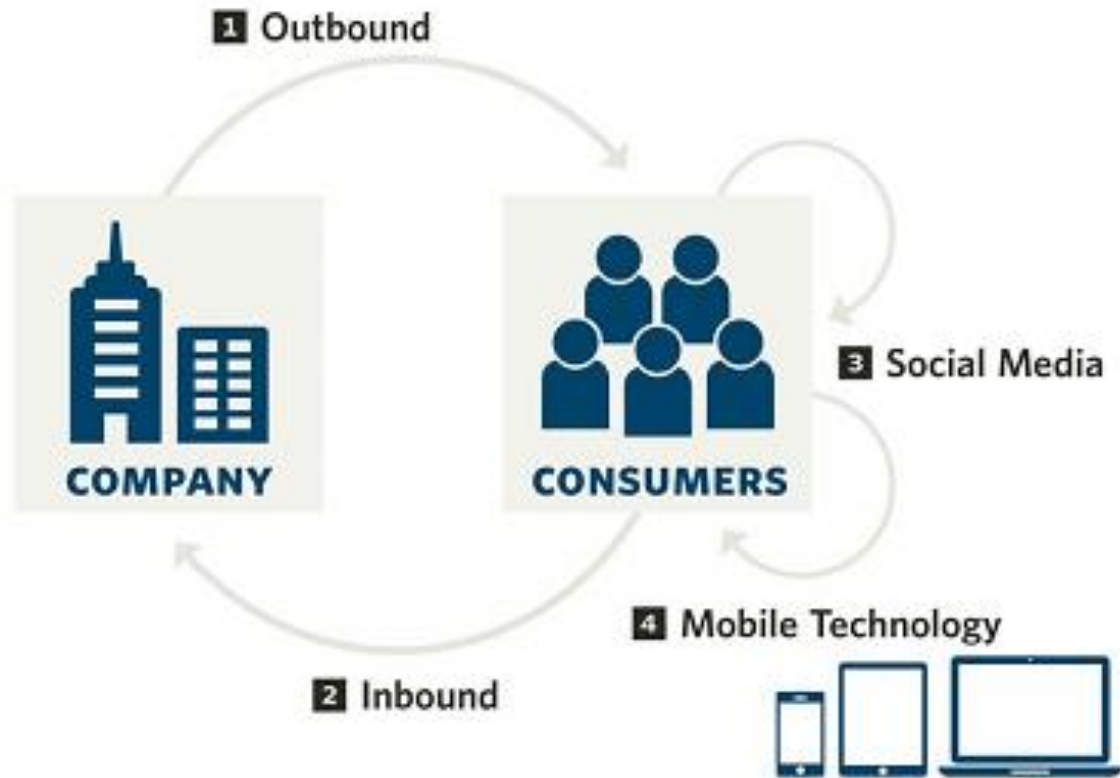 1 Outbound
COMPANY
CONSUMERS
3 Social Media
4 Mobile Technology
2 Inbound